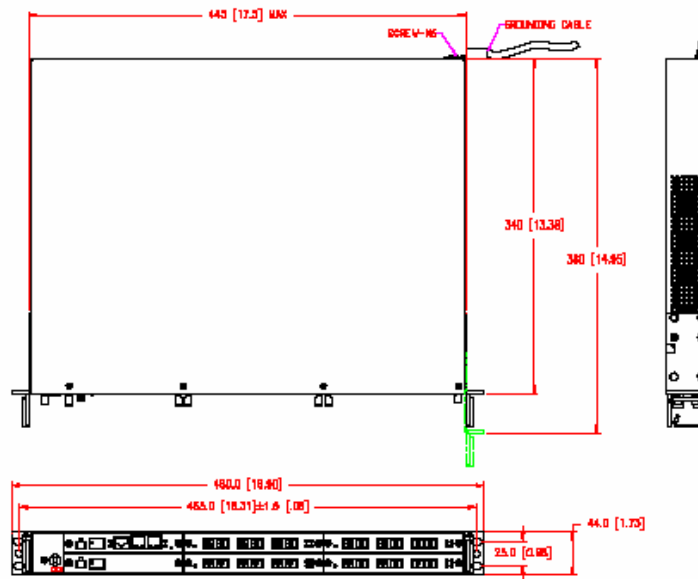 445 [17.5] MAX
SCREW-M6
GROUNDING CABLE
340 [13.38]
380 [14.95]
480.0 [18.90]
465.0 [18.31]±1.6 [.06]
44.0 [1.73]
25.0 [0.98]